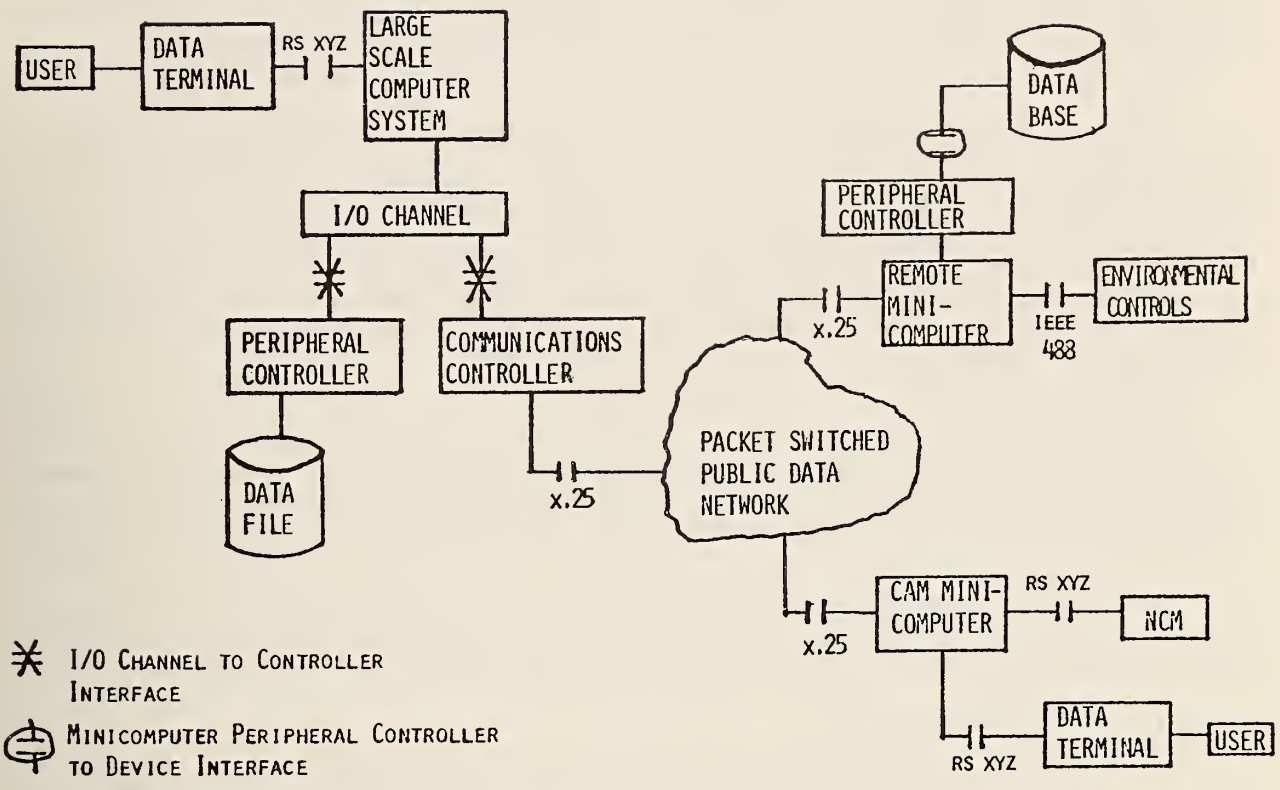 USER
DATA
TERMINAL
RS XYZ
LARGE
SCALE
COMPUTER
SYSTEM
I/O CHANNEL
PERIPHERAL
CONTROLLER
COMMUNICATIONS
CONTROLLER
DATA
FILE
X.25
PACKET SWITCHED
PUBLIC DATA
NETWORK
DATA
BASE
PERIPHERAL
CONTROLLER
REMOTE
MINI-
COMPUTER
X.25
IEEE
488
ENVIRONMENTAL
CONTROLS
X.25
CAM MINI-
COMPUTER
RS XYZ
NCM
RS XYZ
DATA
TERMINAL
USER
I/O CHANNEL TO CONTROLLER
INTERFACE
MINICOMPUTER PERIPHERAL CONTROLLER
TO DEVICE INTERFACE